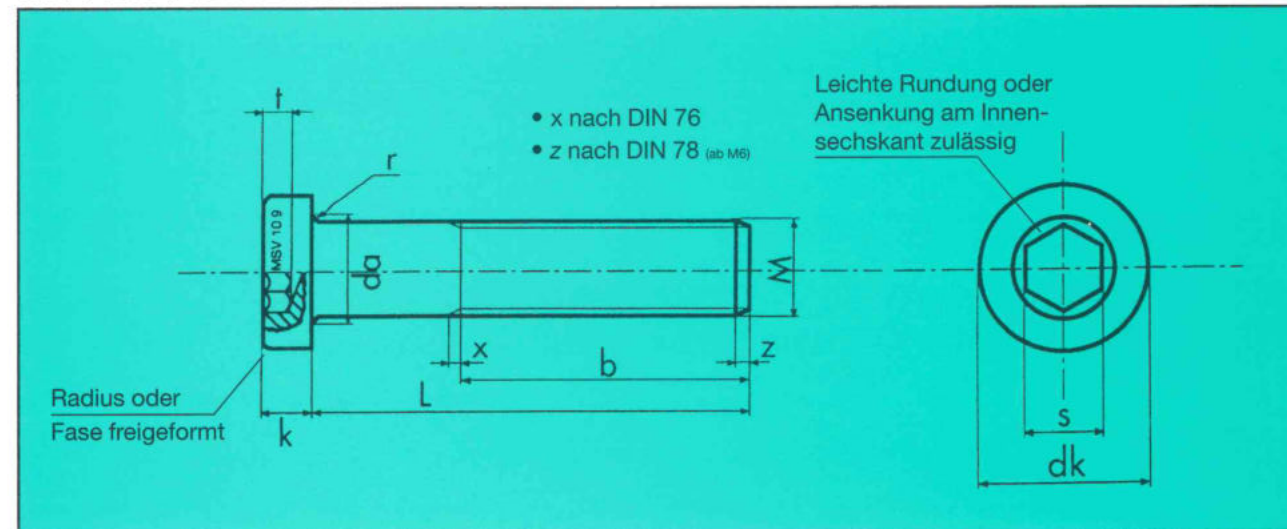 t
• x nach DIN 76
• z nach DIN 78 (ab M6)
Leichte Rundung oder
Ansenkung am Innen-
sechskant zulässig
r
MSV 10 9
da
M
x
b
z
L
Radius oder
Fase freigeformt
k
s
dk